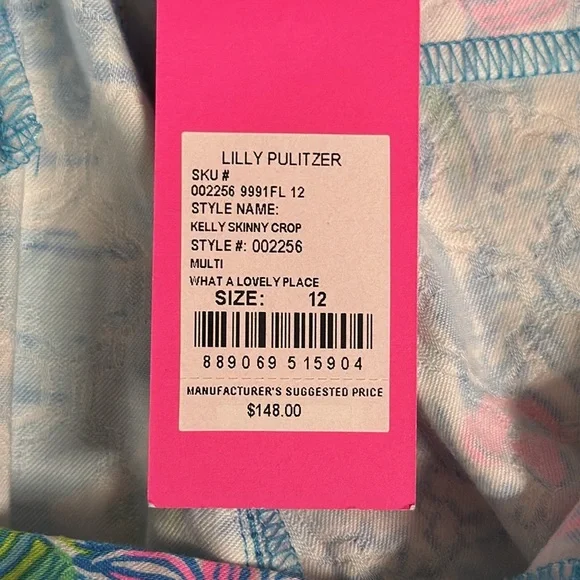 LILLY PULITZER
SKU #
002256 9991FL 12
STYLE NAME:
KELLY SKINNY CROP
STYLE #: 002256
MULTI
WHAT A LOVELY PLACE
SIZE: 12
889069 515904
MANUFACTURER'S SUGGESTED PRICE
$148.00